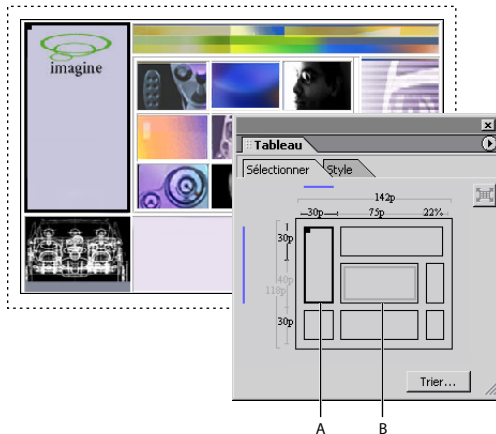 imagine
Tableau
Sélectionner
Style
142p
30p
75p
22%
30p
40p
118p
30p
Trier...
A
B